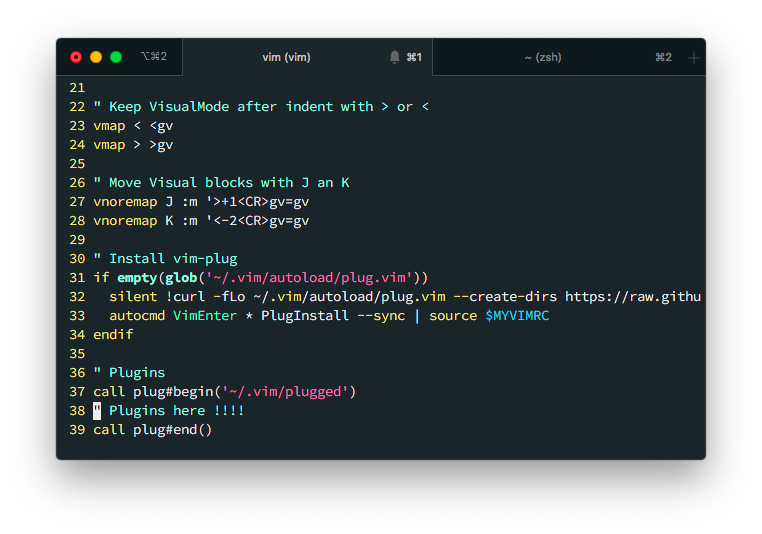 ⌥⌘2 vim (vim) ⌘1 ~ (zsh) ⌘2 +
21
22 " Keep VisualMode after indent with > or <
23 vmap < <gv
24 vmap > >gv
25
26 " Move Visual blocks with J an K
27 vnoremap J :m '>+1<CR>gv=gv
28 vnoremap K :m '<-2<CR>gv=gv
29
30 " Install vim-plug
31 if empty(glob('~/.vim/autoload/plug.vim'))
32   silent !curl -fLo ~/.vim/autoload/plug.vim --create-dirs https://raw.githu
33   autocmd VimEnter * PlugInstall --sync | source $MYVIMRC
34 endif
35
36 " Plugins
37 call plug#begin('~/.vim/plugged')
38 " Plugins here !!!!
39 call plug#end()